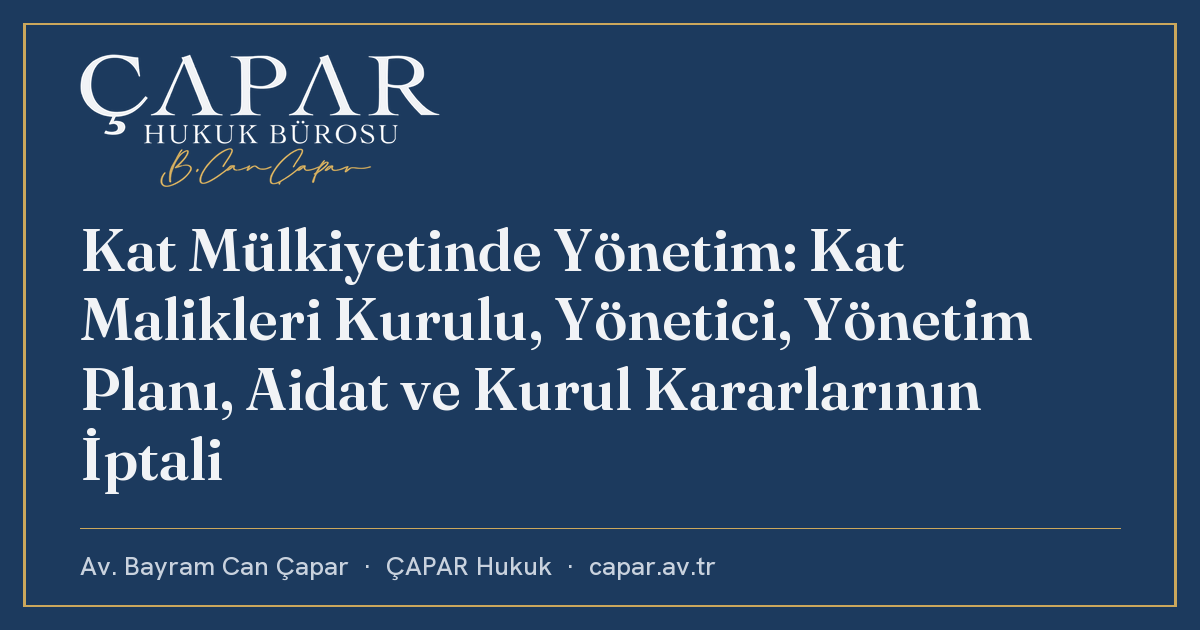 ÇAPAR
HUKUK BÜROSU
B.Can Çapar
Kat Mülkiyetinde Yönetim: Kat
Malikleri Kurulu, Yönetici, Yönetim
Planı, Aidat ve Kurul Kararlarının
İptali
Av. Bayram Can Çapar · ÇAPAR Hukuk · capar.av.tr